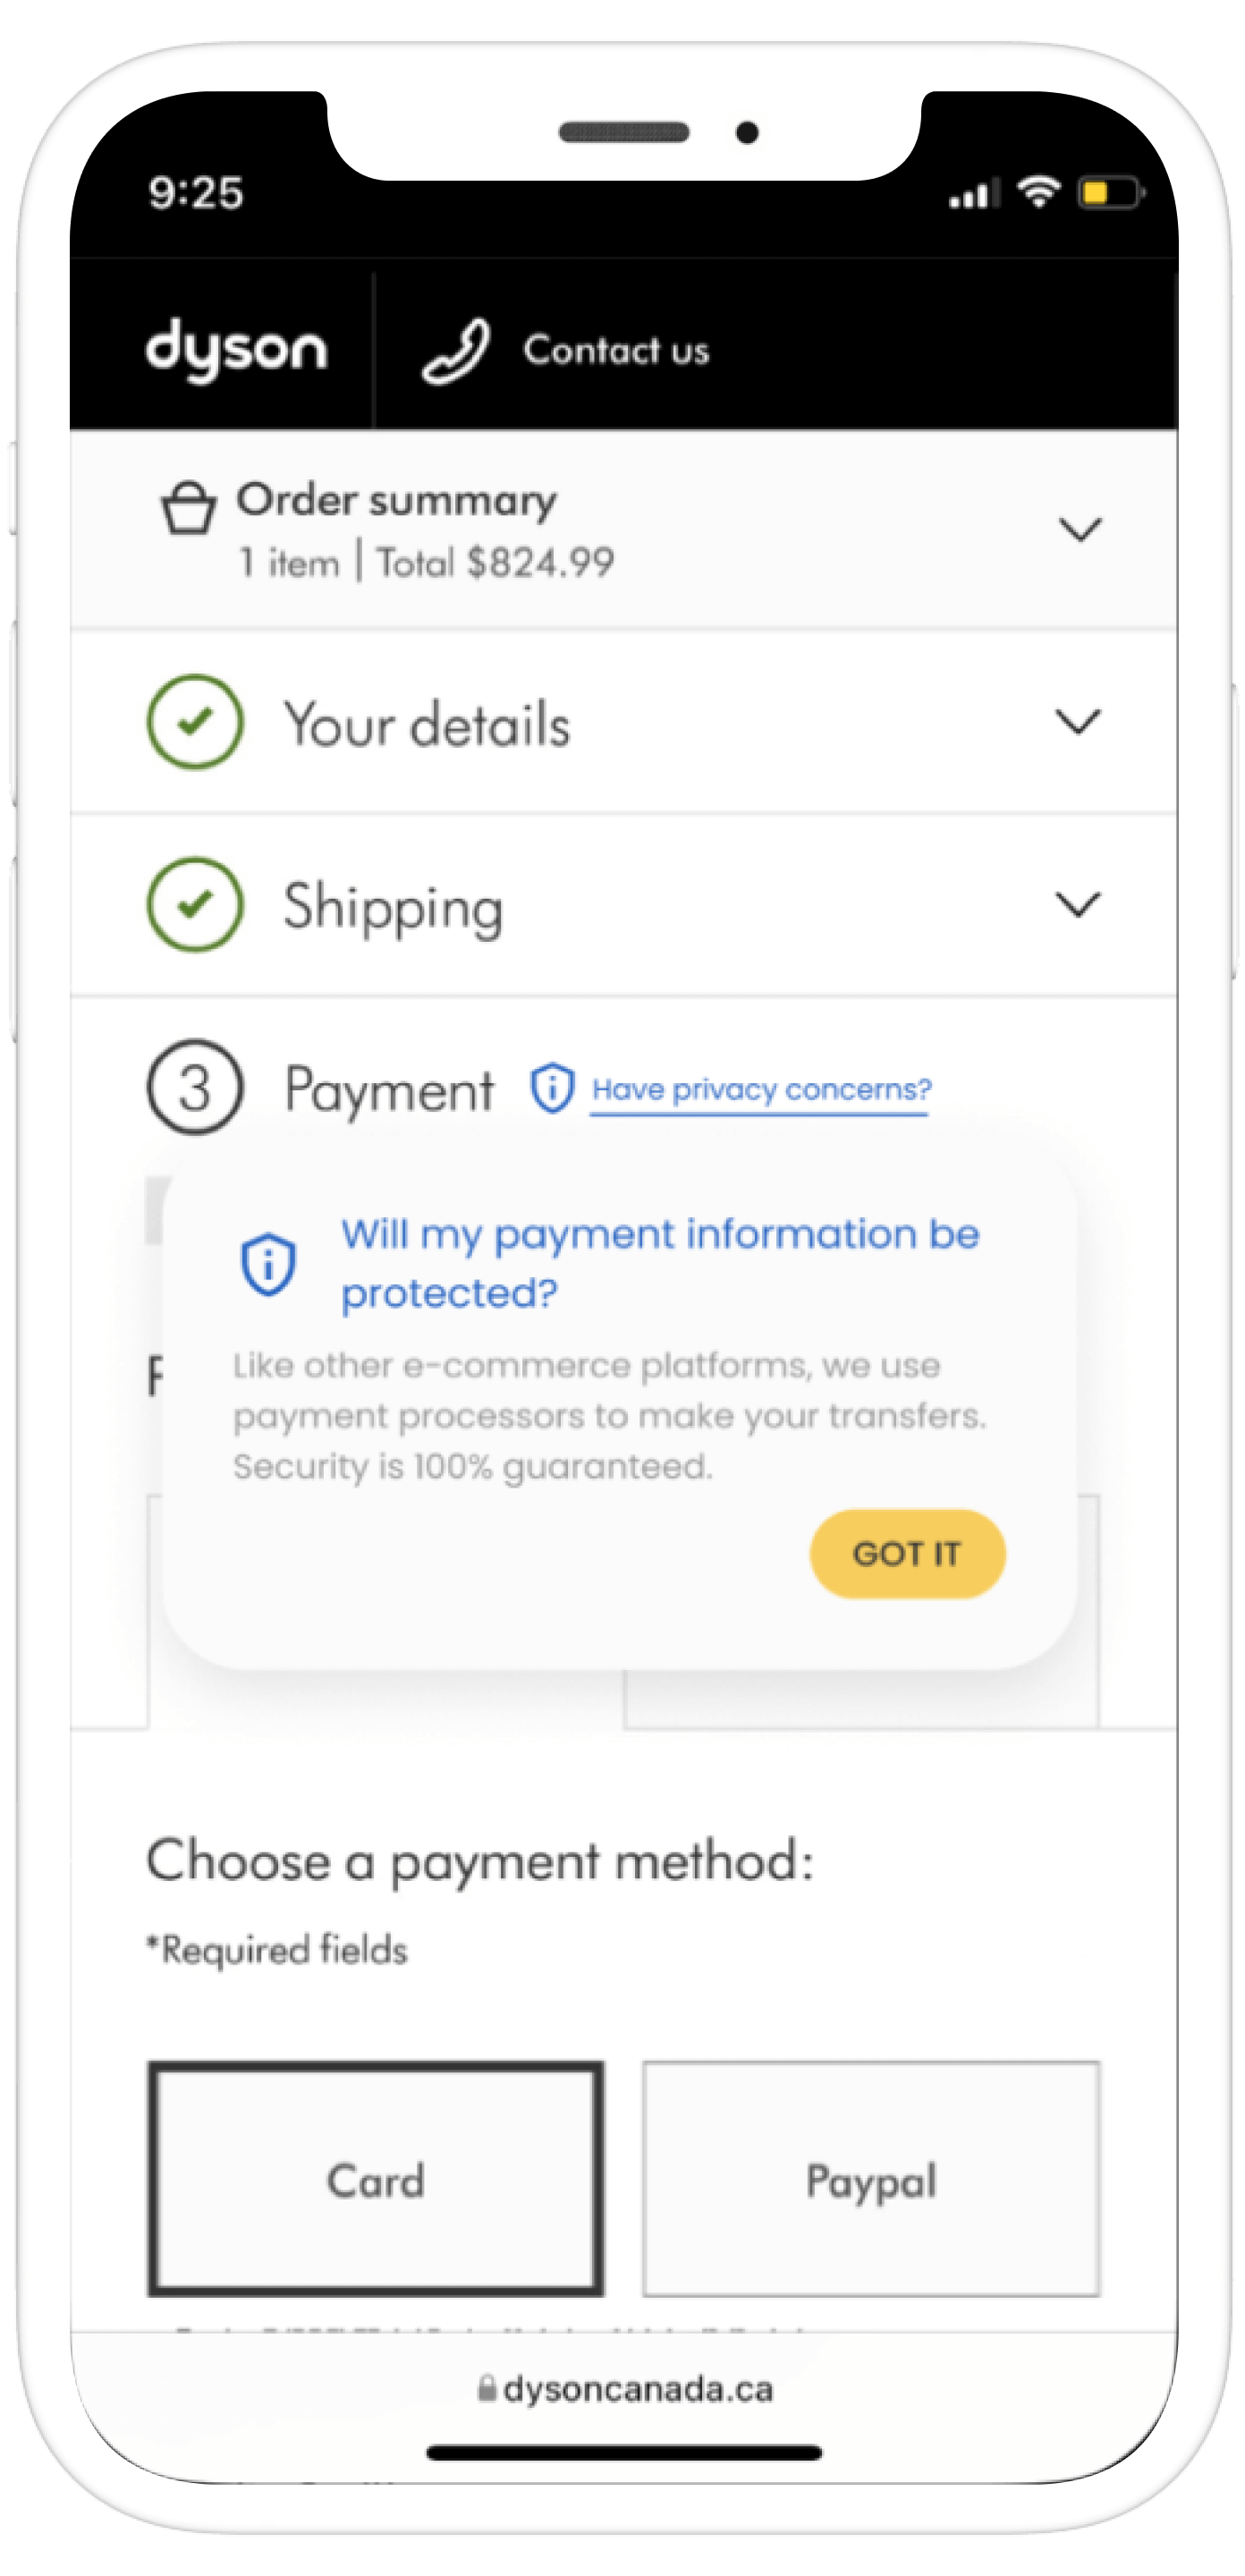 9:25
dyson
Contact us
Order summary
1 item | Total $824.99
Your details
Shipping
3
Payment
Have privacy concerns?
Will my payment information be
protected?
Like other e-commerce platforms, we use
payment processors to make your transfers.
Security is 100% guaranteed.
GOT IT
Choose a payment method:
*Required fields
Card
Paypal
dysoncanada.ca